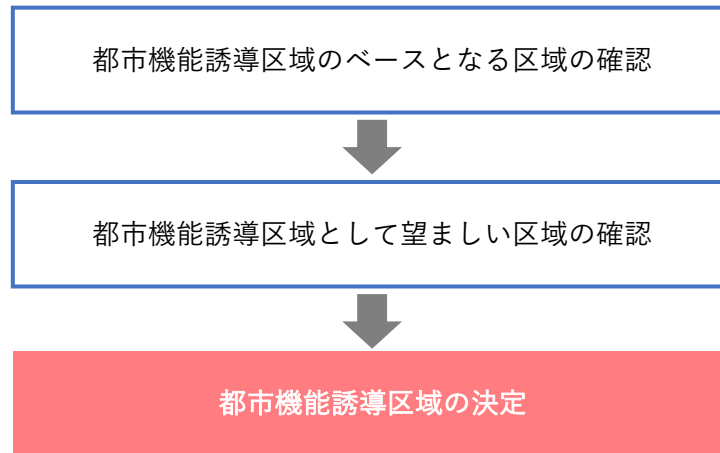 都市機能誘導区域のベースとなる区域の確認
都市機能誘導区域として望ましい区域の確認
都市機能誘導区域の決定